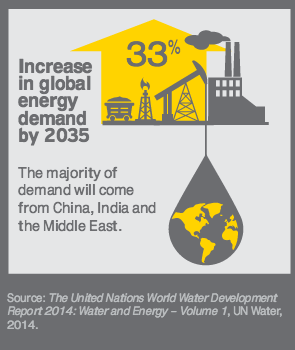 33%
Increase
in global
energy
demand
by 2035
The majority of
demand will come
from China, India and
the Middle East.
Source: The United Nations World Water Development
Report 2014: Water and Energy – Volume 1, UN Water,
2014.